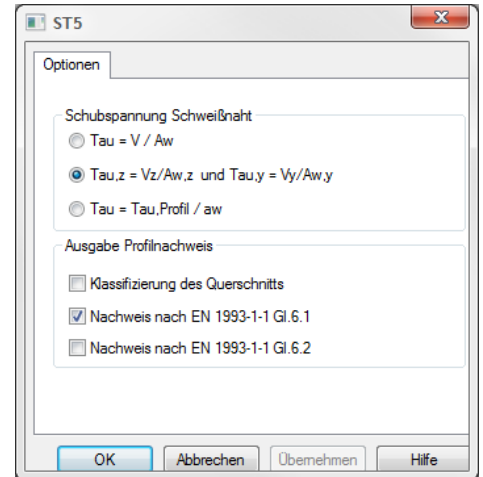 ST5
Optionen
Schubspannung Schweißnaht
Tau = V / Aw
Tau,z = Vz/Aw,z und Tau,y = Vy/Aw,y
Tau = Tau,Profil / aw
Ausgabe Profilnachweis
Klassifizierung des Querschnitts
Nachweis nach EN 1993-1-1 Gl.6.1
Nachweis nach EN 1993-1-1 Gl.6.2
OK Abbrechen Übernehmen Hilfe